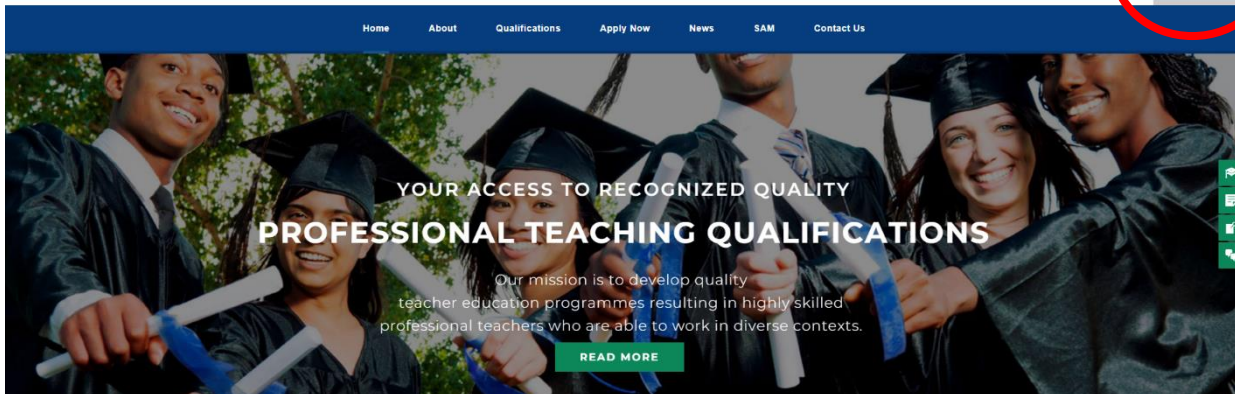 Home About Qualifications Apply Now News SAM Contact Us
YOUR ACCESS TO RECOGNIZED QUALITY
PROFESSIONAL TEACHING QUALIFICATIONS
Our mission is to develop quality
teacher education programmes resulting in highly skilled
professional teachers who are able to work in diverse contexts.
READ MORE